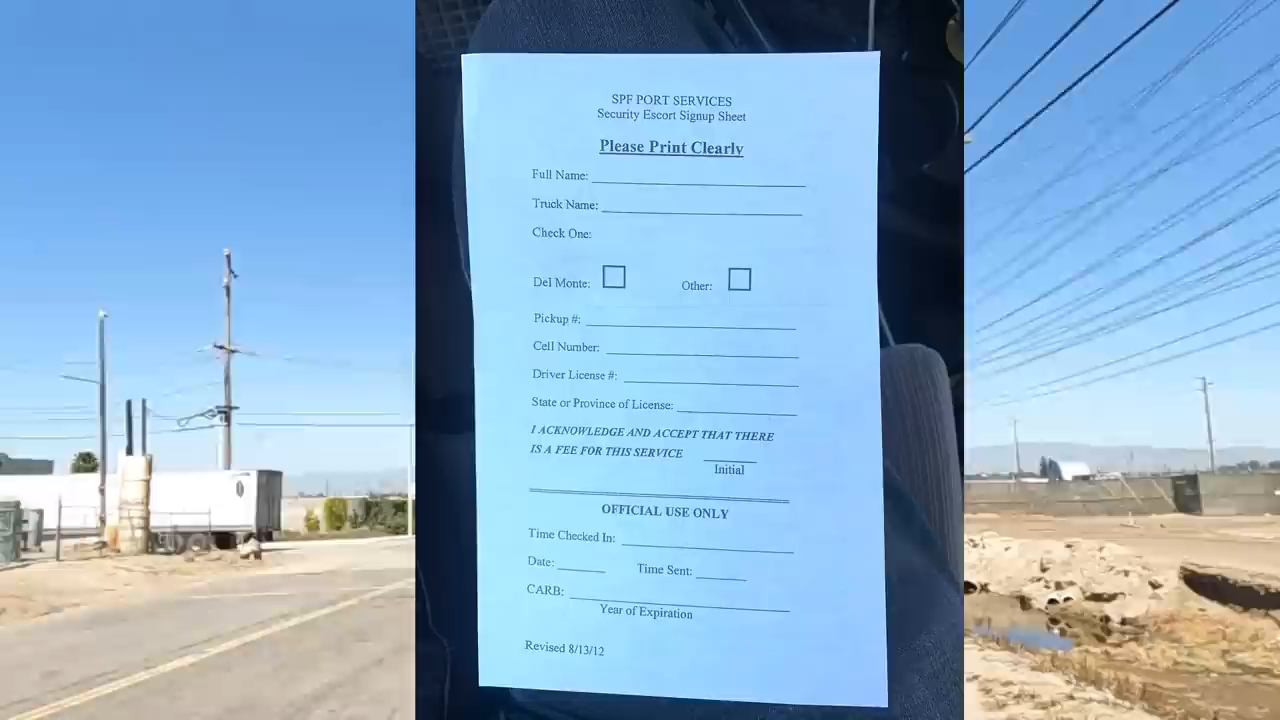 SPF PORT SERVICES
Security Escort Signup Sheet
Please Print Clearly
Full Name:
Truck Name:
Check One:
Del Monte: Other:
Pickup #:
Cell Number:
Driver License #:
State or Province of License:
I ACKNOWLEDGE AND ACCEPT THAT THERE
IS A FEE FOR THIS SERVICE
Initial
OFFICIAL USE ONLY
Time Checked In:
Date: Time Sent:
CARB:
Year of Expiration
Revised 8/13/12